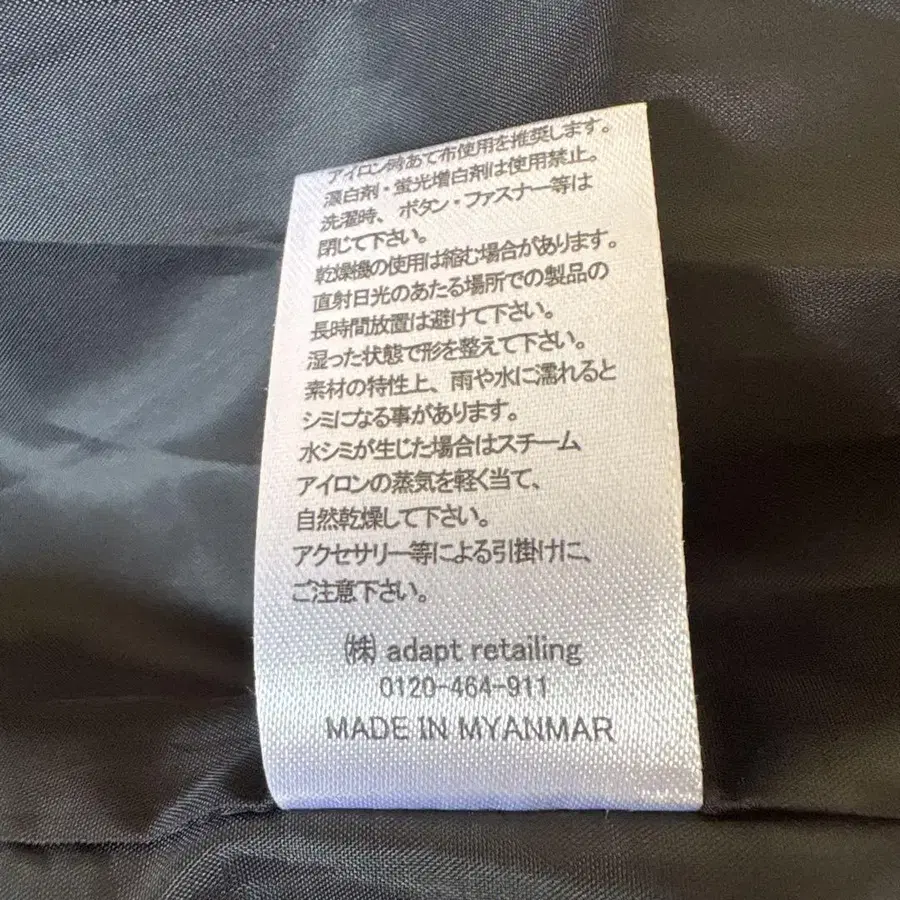 アイロン時あて布使用を推奨します。
漂白剤・蛍光増白剤は使用禁止。
洗濯時、ボタン・ファスナー等は
閉じて下さい。
乾燥機の使用は縮む場合があります。
直射日光のあたる場所での製品の
長時間放置は避けて下さい。
湿った状態で形を整えて下さい。
素材の特性上、雨や水に濡れると
シミになる事があります。
水シミが生じた場合はスチーム
アイロンの蒸気を軽く当て、
自然乾燥して下さい。
アクセサリー等による引掛けに、
ご注意下さい。
㈱ adapt retailing
0120-464-911
MADE IN MYANMAR